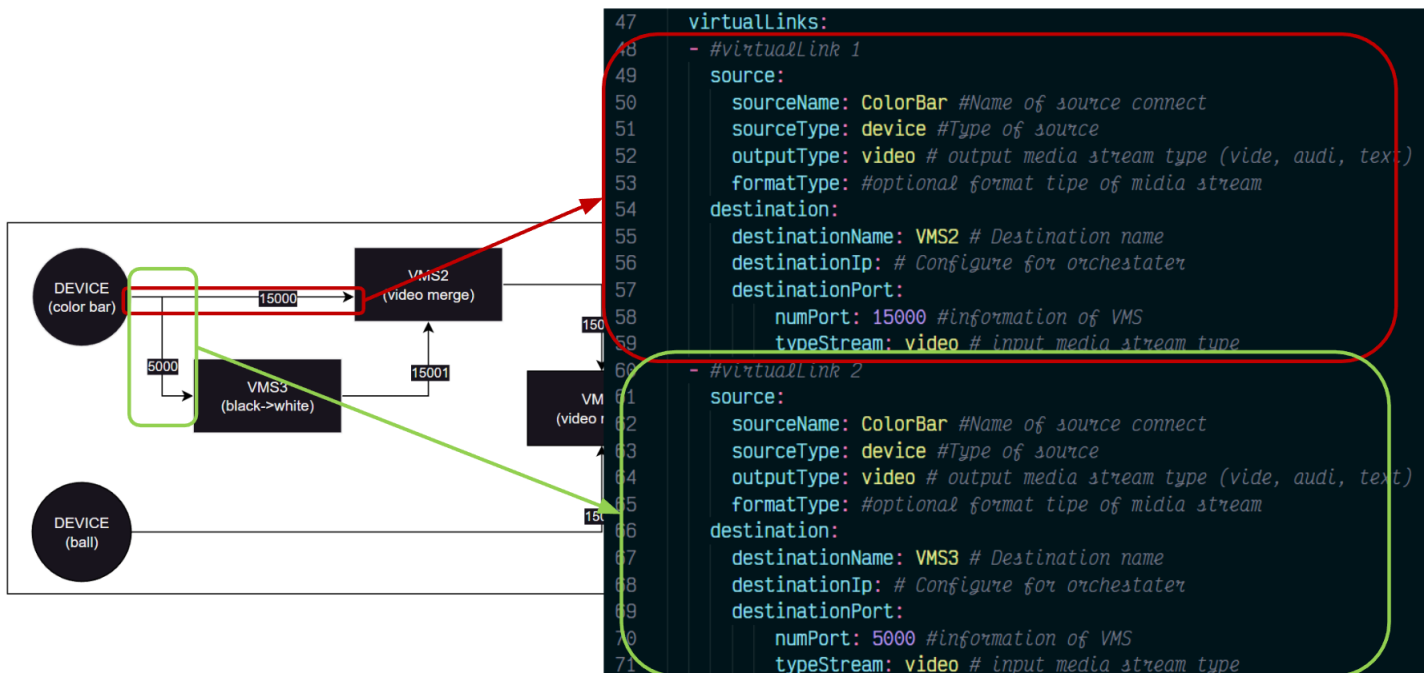 DEVICE
(color bar)
15000
VMS2
(video merge)
5000
VMS3
(black->white)
15001
DEVICE
(ball)
47 virtualLinks:
48 - #virtualLink 1
49 source:
50 sourceName: ColorBar #Name of source connect
51 sourceType: device #Type of source
52 outputType: video # output media stream type (vide, audi, text)
53 formatType: #optional format tipe of midia stream
54 destination:
55 destinationName: VMS2 # Destination name
56 destinationIp: # Configure for orchestater
57 destinationPort:
58 numPort: 15000 #information of VMS
59 typeStream: video # input media stream type
60 - #virtualLink 2
61 source:
62 sourceName: ColorBar #Name of source connect
63 sourceType: device #Type of source
64 outputType: video # output media stream type (vide, audi, text)
65 formatType: #optional format tipe of midia stream
66 destination:
67 destinationName: VMS3 # Destination name
68 destinationIp: # Configure for orchestater
69 destinationPort:
70 numPort: 5000 #information of VMS
71 typeStream: video # input media stream type